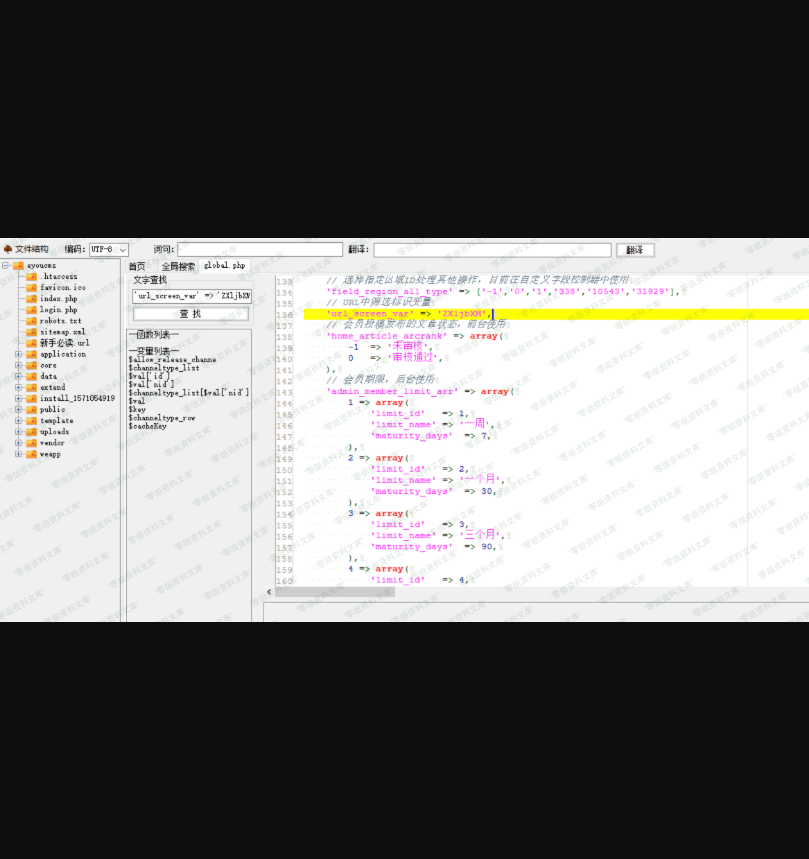 文件结构 编码: UTF-8 词句: 翻译: 翻译
eyoucms
.htaccess
favicon.ico
index.php
login.php
robots.txt
sitemap.xml
新手必读.url
application
core
data
extend
install_1571054919
public
template
uploads
vendor
weapp
首页 全局搜索 global.php
文字查找
'url_screen_var' =>'ZXljbXM
查 找
一函数列表一
一变量列表一
$allow_release_channe
$channeltype_list
$val['id']
$val['nid']
$channeltype_list[$val['nid']
$val
$key
$channeltype_row
$cacheKey
133 // 选择指定区域ID处理其他操作，目前在自定义字段控制器中使用
134 'field_region_all_type' => ['-1','0','1','338','10543','31929'],
135 // URL中筛选标识变量
136 'url_screen_var' => 'ZXljbXM',
137 // 会员投稿发布的文章状态，前台使用
138 'home_article_arcrank' => array(
139 -1 => '未审核',
140 0 => '审核通过',
141 ),
142 // 会员期限，后台使用
143 'admin_member_limit_arr' => array(
144 1 => array(
145 'limit_id' => 1,
146 'limit_name' => '一周',
147 'maturity_days' => 7,
148 ),
149 2 => array(
150 'limit_id' => 2,
151 'limit_name' => '一个月',
152 'maturity_days' => 30,
153 ),
154 3 => array(
155 'limit_id' => 3,
156 'limit_name' => '三个月',
157 'maturity_days' => 90,
158 ),
159 4 => array(
160 'limit_id' => 4,
零组资料文库